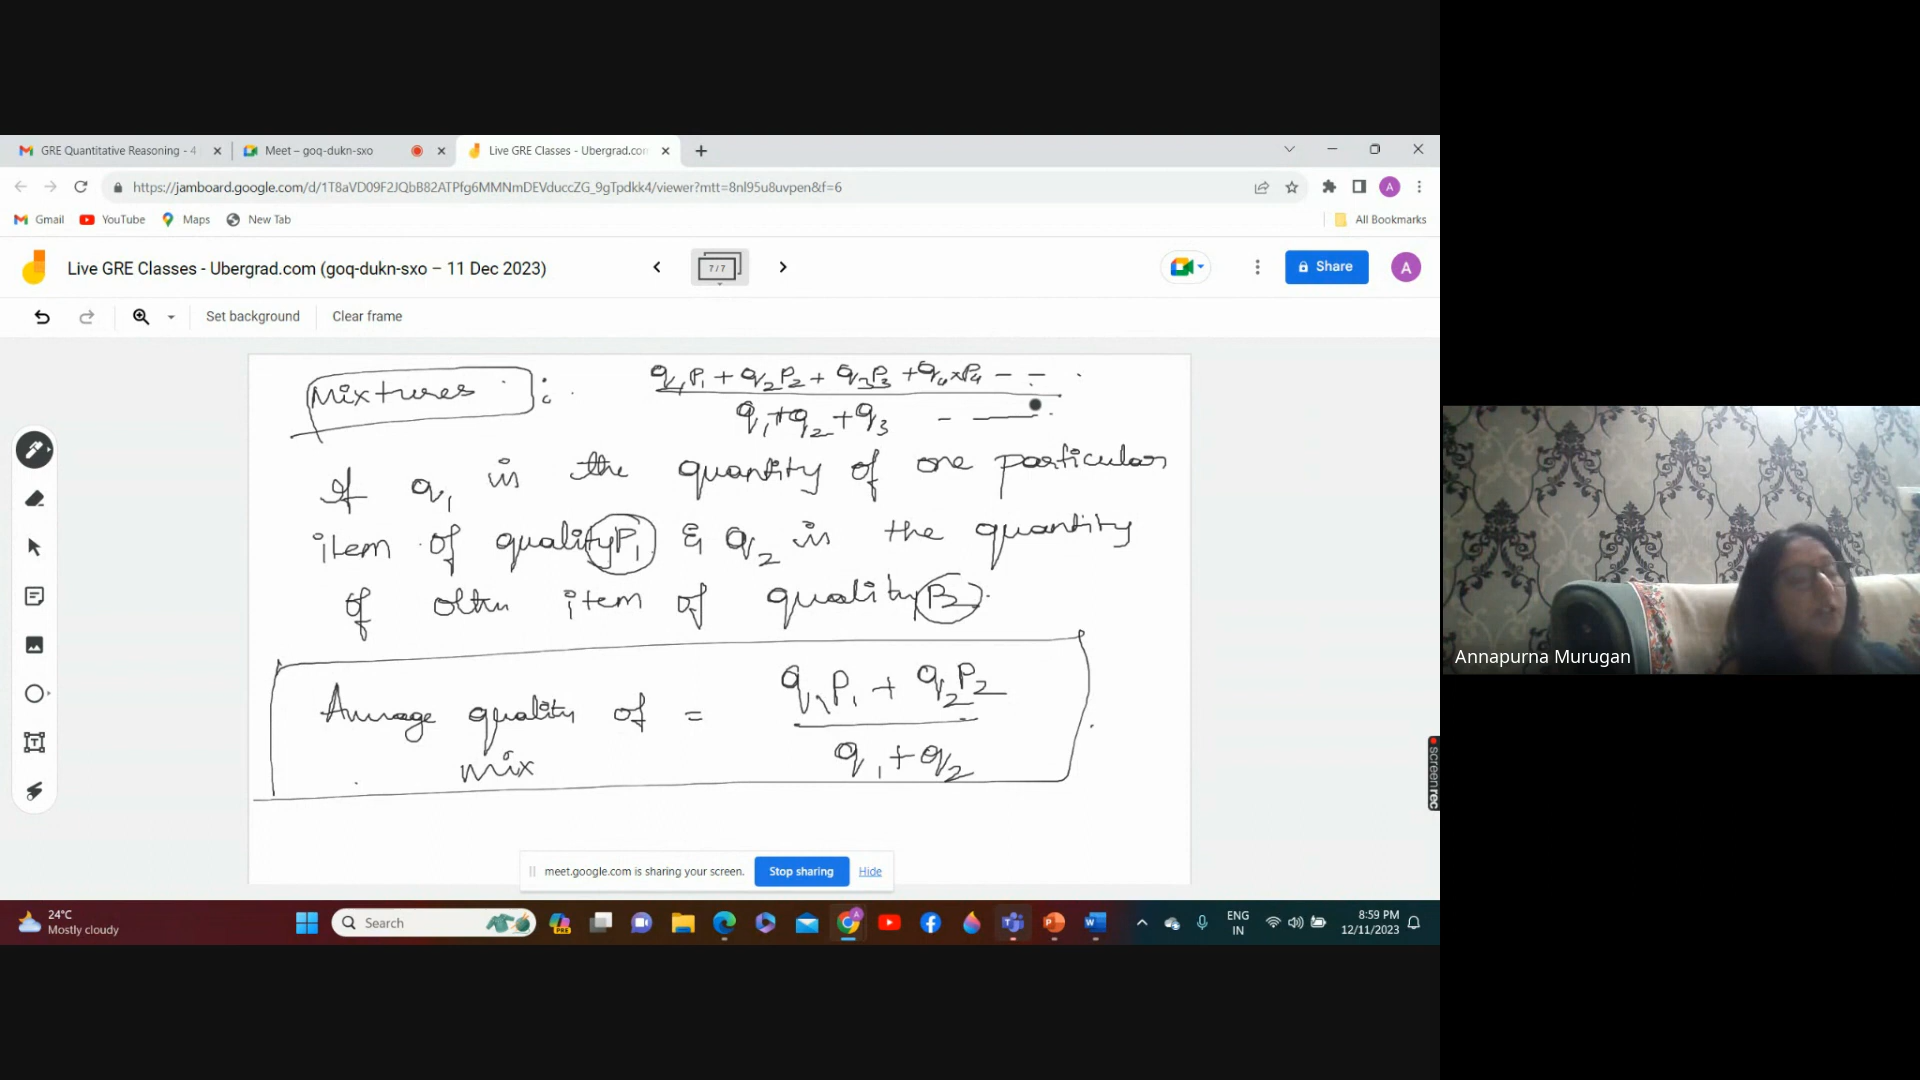 GRE Quantitative Reasoning - 4
Meet – goq-dukn-sxo
Live GRE Classes - Ubergrad.com
https://jamboard.google.com/d/1T8aVD09F2JQbB82ATPfg6MMNmDEVduccZG_9gTpdkk4/viewer?mtt=8nl95u8uvpen&f=6
A
Gmail YouTube Maps New Tab All Bookmarks
Live GRE Classes - Ubergrad.com (goq-dukn-sxo – 11 Dec 2023)
7 / 7
Share
A
Set background Clear frame
Mixtures : q1P1 + q2P2 + q3P3 + q4×P4 - -
q1 + q2 + q3 - —
If q1 is the quantity of one particular
item of quality P1 & q2 is the quantity
of other item of quality P2.
Average quality of = q1P1 + q2P2
mix q1 + q2
meet.google.com is sharing your screen. Stop sharing Hide
Annapurna Murugan
screenrec
24°C
Mostly cloudy
Search
PRE
ENG
IN
8:59 PM
12/11/2023